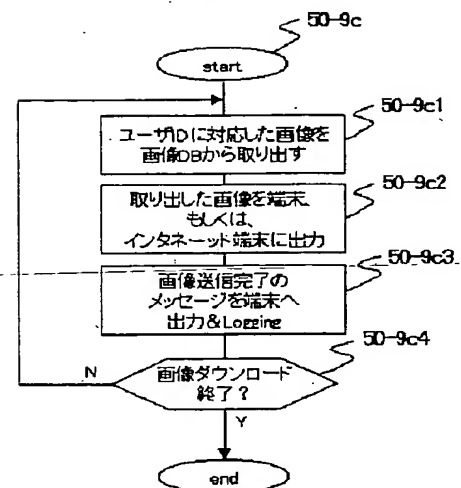 50-9c
start
50-9c1
ユーザIDに対応した画像を
画像DBから取り出す
50-9c2
取り出した画像を端末、
もしくは、
インタネーット端末に出力
50-9c3
画像送信完了の
メッセージを端末へ
出力&Logging
50-9c4
画像ダウンロード
終了？
N
Y
end